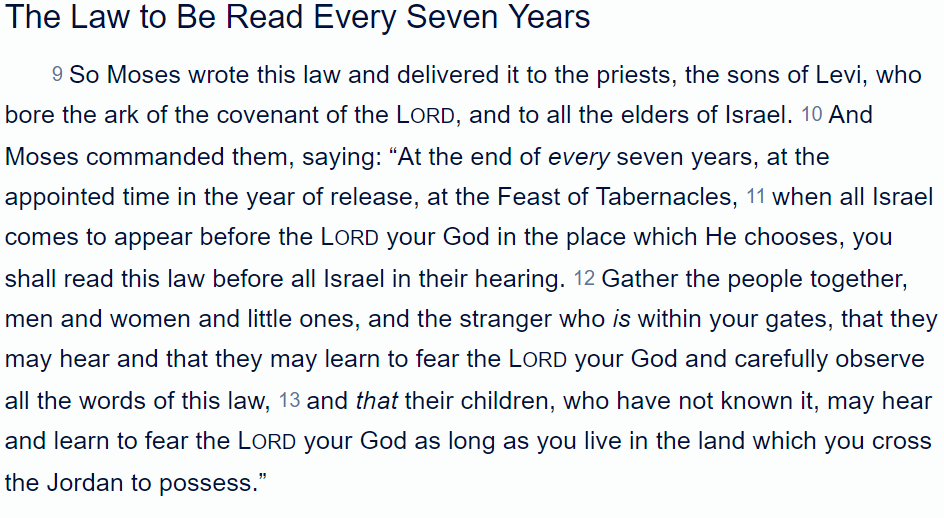 The Law to Be Read Every Seven Years
9 So Moses wrote this law and delivered it to the priests, the sons of Levi, who
bore the ark of the covenant of the LORD, and to all the elders of Israel. 10 And
Moses commanded them, saying: “At the end of every seven years, at the
appointed time in the year of release, at the Feast of Tabernacles, 11 when all Israel
comes to appear before the LORD your God in the place which He chooses, you
shall read this law before all Israel in their hearing. 12 Gather the people together,
men and women and little ones, and the stranger who is within your gates, that they
may hear and that they may learn to fear the LORD your God and carefully observe
all the words of this law, 13 and that their children, who have not known it, may hear
and learn to fear the LORD your God as long as you live in the land which you cross
the Jordan to possess.”